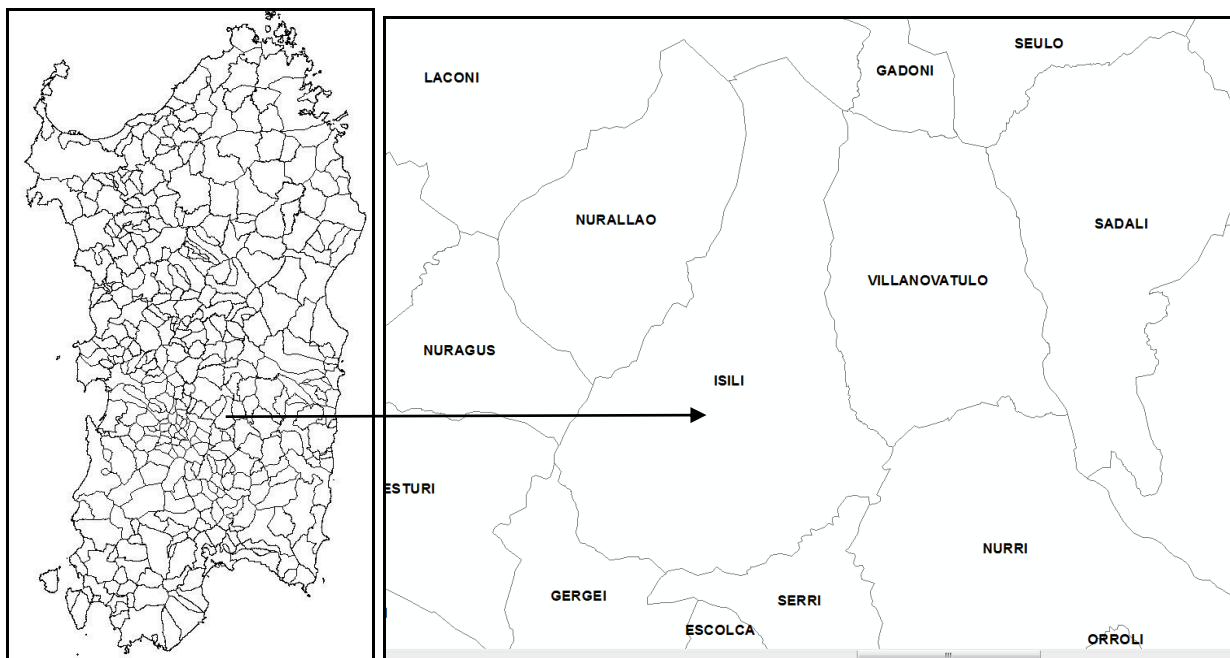 SEULO
GADONI
LACONI
NURALLAO
SADALI
VILLANOVATULO
NURAGUS
ISILI
ESTURI
NURRI
GERGEI
SERRI
ESCOLCA
ORROLI